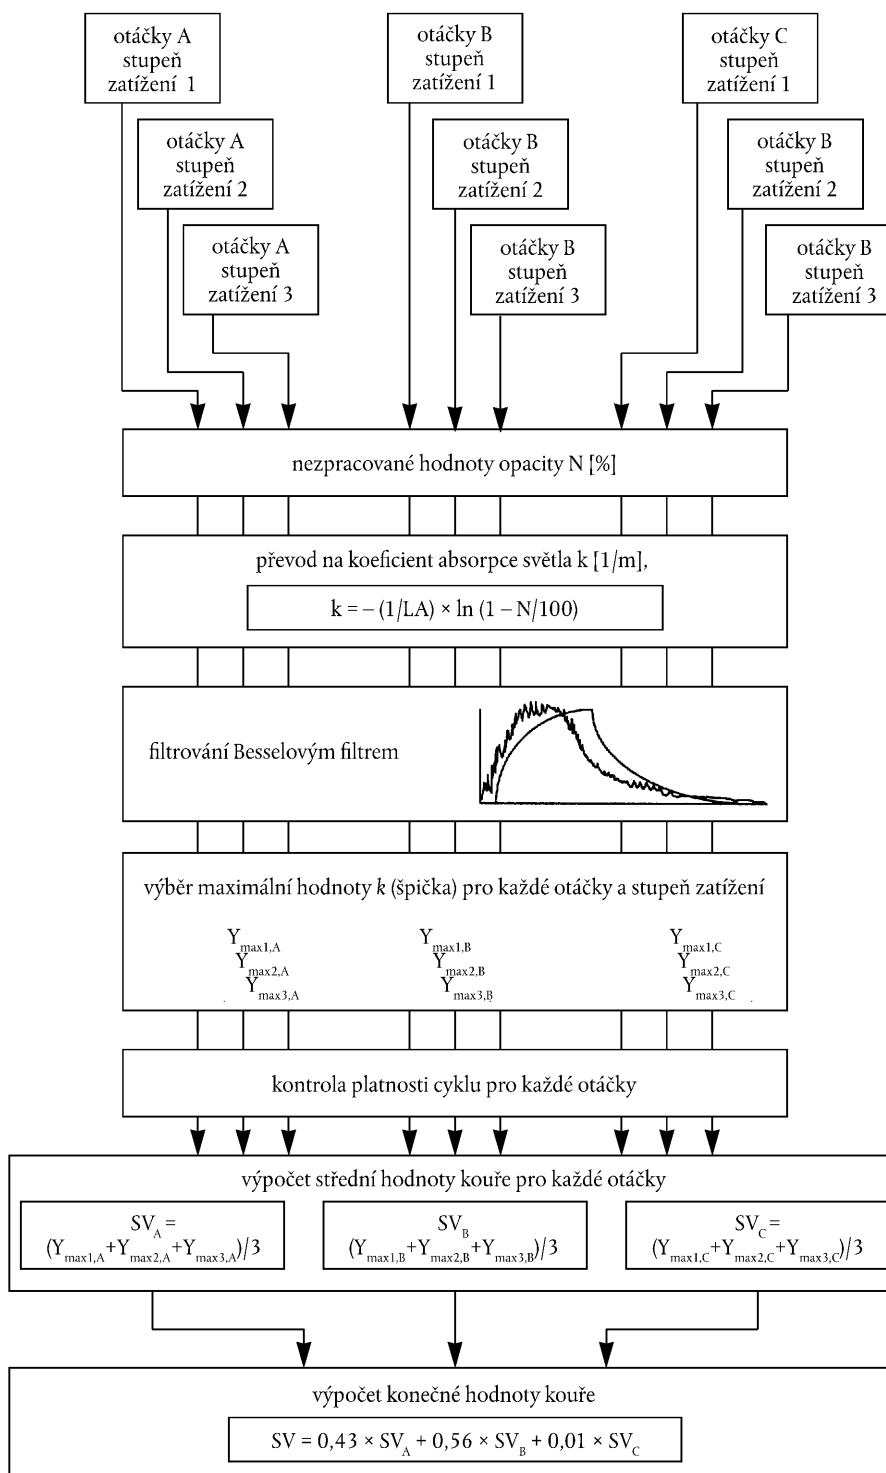 otáčky A
stupeň
zatížení 1
otáčky B
stupeň
zatížení 1
otáčky C
stupeň
zatížení 1
otáčky A
stupeň
zatížení 2
otáčky B
stupeň
zatížení 2
otáčky B
stupeň
zatížení 2
otáčky A
stupeň
zatížení 3
otáčky B
stupeň
zatížení 3
otáčky B
stupeň
zatížení 3
nezpracované hodnoty opacity N [%]
převod na koeficient absorpce světla k [1/m],
k = – (1/LA) × ln (1 – N/100)
filtrování Besselovým filtrem
výběr maximální hodnoty k (špička) pro každé otáčky a stupeň zatížení
Ymax1,A Ymax1,B Ymax1,C
Ymax2,A Ymax2,B Ymax2,C
Ymax3,A Ymax3,B Ymax3,C
kontrola platnosti cyklu pro každé otáčky
výpočet střední hodnoty kouře pro každé otáčky
SVA =
(Ymax1,A+Ymax2,A+Ymax3,A)/3
SVB
(Ymax1,B+Ymax2,B+Ymax3,B)/3
SVC =
(Ymax1,C+Ymax2,C+Ymax3,C)/3
výpočet konečné hodnoty kouře
SV = 0,43 × SVA + 0,56 × SVB + 0,01 × SVC